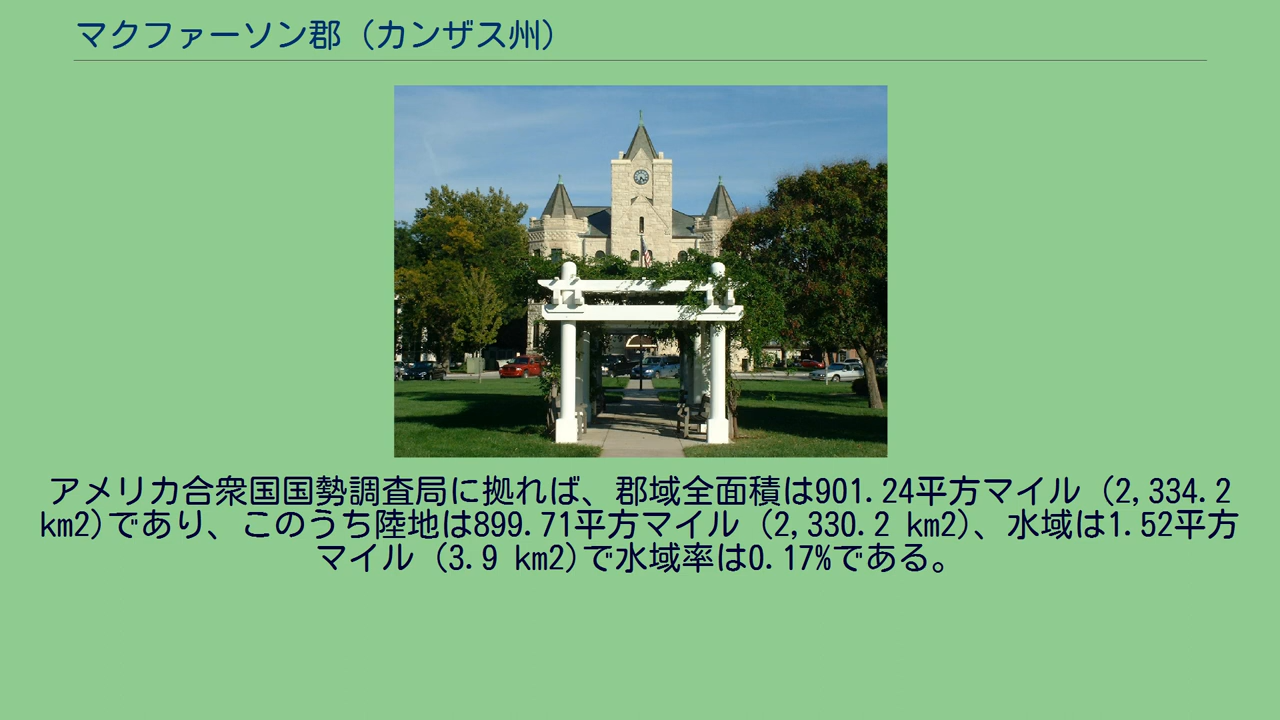 マクファーソン郡 (カンザス州)
アメリカ合衆国国勢調査局に拠れば、郡域全面積は901.24平方マイル (2,334.2
km2)であり、このうち陸地は899.71平方マイル (2,330.2 km2)、水域は1.52平方
マイル (3.9 km2)で水域率は0.17%である。